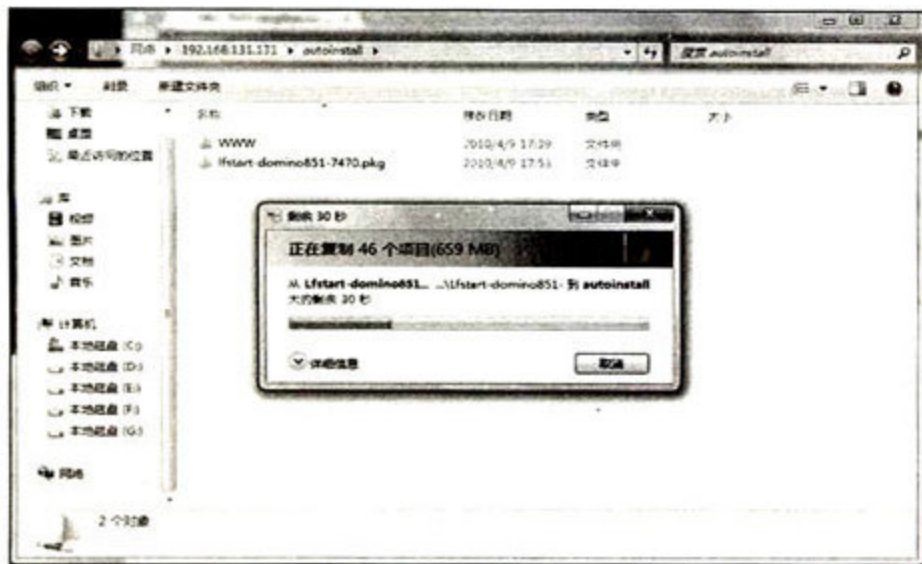 网络 ▸ 192.168.131.171 ▸ autoinstall ▸
搜索 autoinstall
组织 刻录 新建文件夹
名称 修改日期 类型 大小
WWW 2010/4/9 17:29 文件夹
lfstart-domino851-7470.pkg 2010/4/9 17:53 文件夹
下载
桌面
最近访问的位置
库
视频
图片
文档
音乐
计算机
本地磁盘 (C:)
本地磁盘 (D:)
本地磁盘 (E:)
本地磁盘 (F:)
本地磁盘 (G:)
网络
2 个对象
剩余 30 秒
正在复制 46 个项目(659 MB)
从 Lfstart-domino851... ...\Lfstart-domino851- 到 autoinstall
大约剩余 30 秒
详细信息
取消